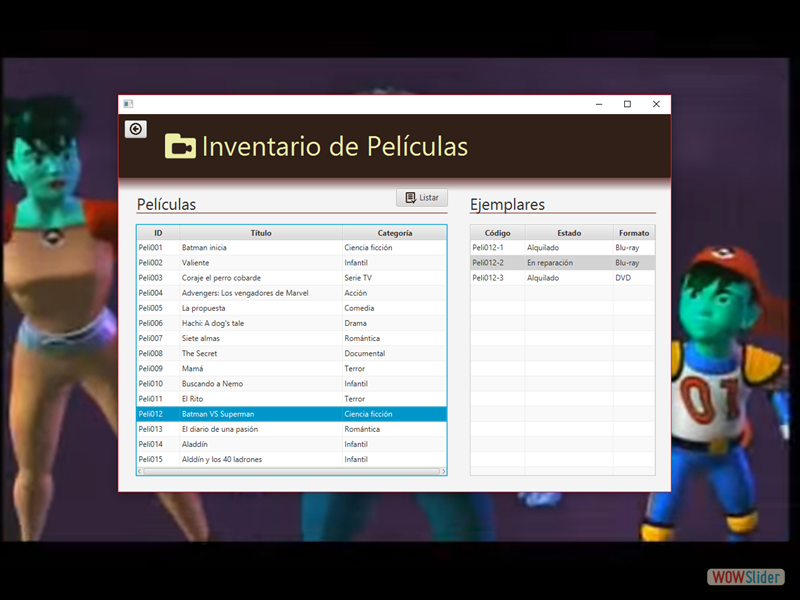 Inventario de Películas
Películas
Listar
Ejemplares
ID Título Categoría
Peli001 Batman inicia Ciencia ficción
Peli002 Valiente Infantil
Peli003 Coraje el perro cobarde Serie TV
Peli004 Advengers: Los vengadores de Marvel Acción
Peli005 La propuesta Comedia
Peli006 Hachi: A dog's tale Drama
Peli007 Siete almas Romántica
Peli008 The Secret Documental
Peli009 Mamá Terror
Peli010 Buscando a Nemo Infantil
Peli011 El Rito Terror
Peli012 Batman VS Superman Ciencia ficción
Peli013 El diario de una pasión Romántica
Peli014 Aladdín Infantil
Peli015 Alddín y los 40 ladrones Infantil
Código Estado Formato
Peli012-1 Alquilado Blu-ray
Peli012-2 En reparación Blu-ray
Peli012-3 Alquilado DVD
01
WOWSlider